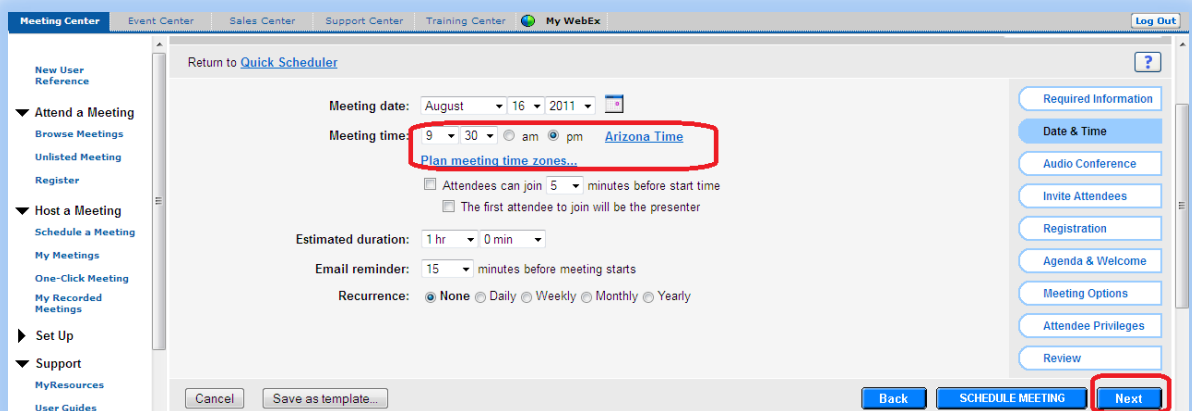 Meeting Center Event Center Sales Center Support Center Training Center My WebEx Log Out
New User
Reference
Attend a Meeting
Browse Meetings
Unlisted Meeting
Register
Host a Meeting
Schedule a Meeting
My Meetings
One-Click Meeting
My Recorded
Meetings
Set Up
Support
MyResources
User Guides
Return to Quick Scheduler ?
Meeting date: August 16 2011
Meeting time: 9 30 am pm Arizona Time
Plan meeting time zones...
Attendees can join 5 minutes before start time
The first attendee to join will be the presenter
Estimated duration: 1 hr 0 min
Email reminder: 15 minutes before meeting starts
Recurrence: None Daily Weekly Monthly Yearly
Required Information
Date & Time
Audio Conference
Invite Attendees
Registration
Agenda & Welcome
Meeting Options
Attendee Privileges
Review
Cancel Save as template... Back SCHEDULE MEETING Next